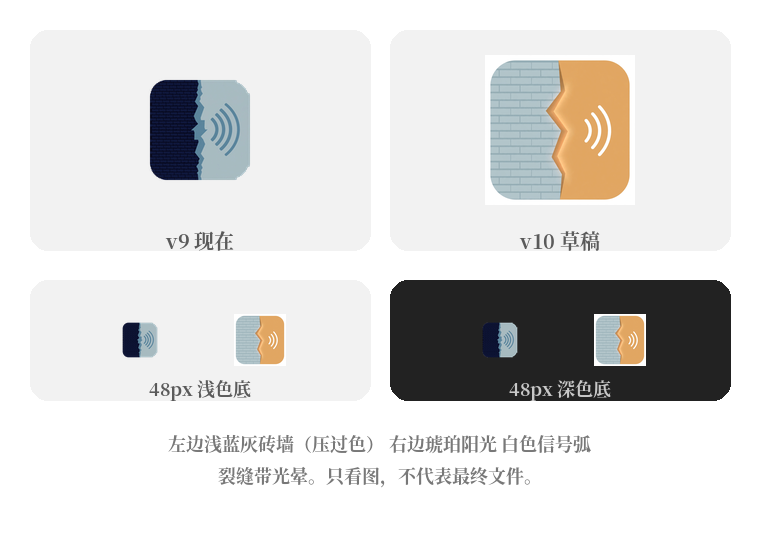 v9 现在
v10 草稿
48px 浅色底
48px 深色底
左边浅蓝灰砖墙（压过色） 右边琥珀阳光 白色信号弧
裂缝带光晕。只看图，不代表最终文件。